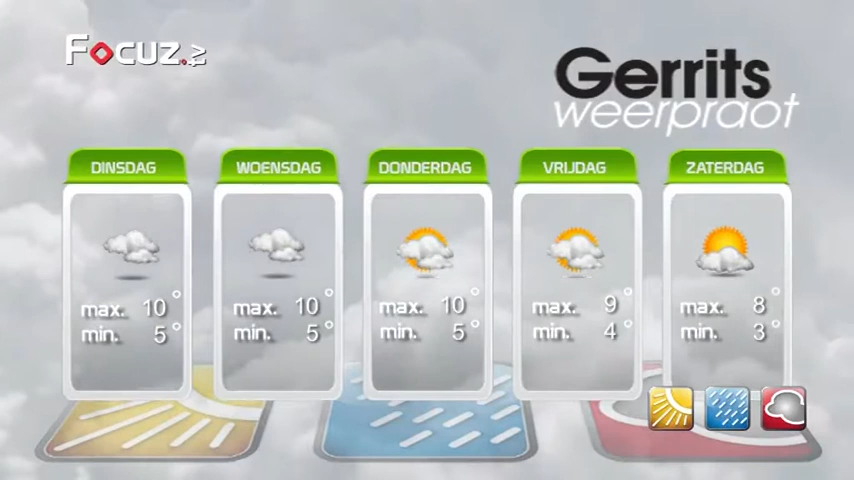 Focuz.tv
Gerrits
weerpraot
DINSDAG
max. 10°
min. 5°
WOENSDAG
max. 10°
min. 5°
DONDERDAG
max. 10°
min. 5°
VRIJDAG
max. 9°
min. 4°
ZATERDAG
max. 8°
min. 3°